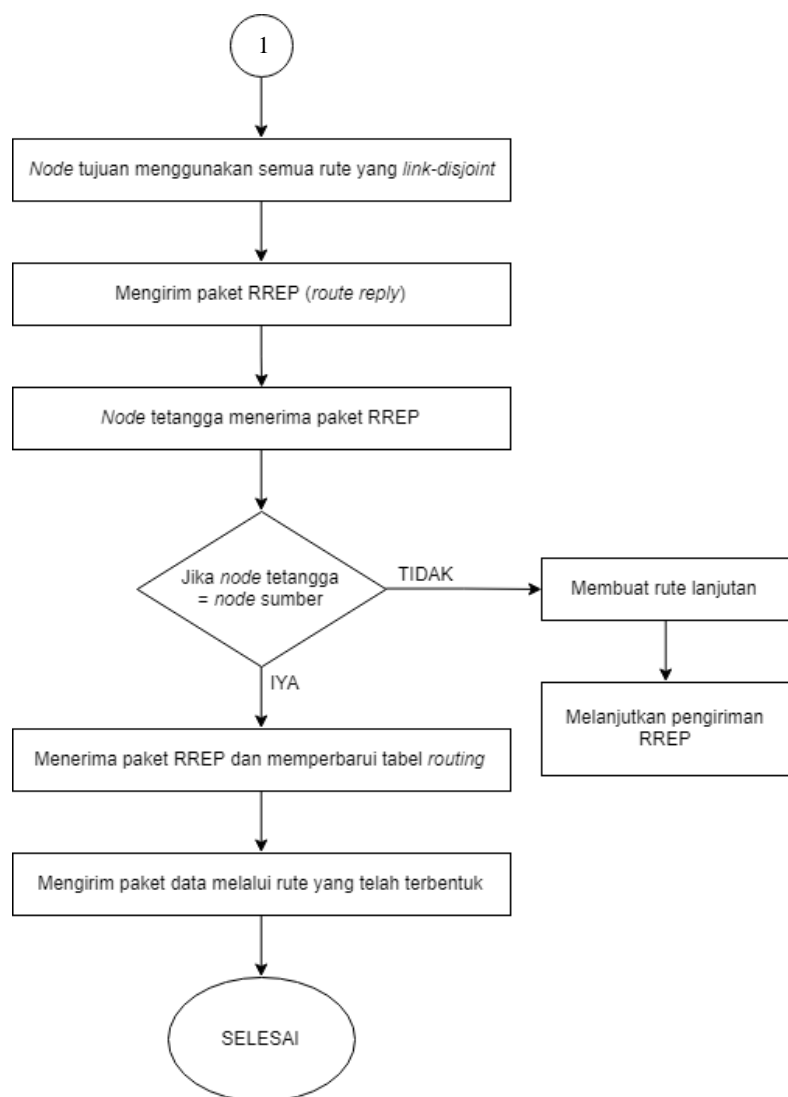 1
Node tujuan menggunakan semua rute yang link-disjoint
Mengirim paket RREP (route reply)
Node tetangga menerima paket RREP
Jika node tetangga
= node sumber
TIDAK
Membuat rute lanjutan
Melanjutkan pengiriman
RREP
IYA
Menerima paket RREP dan memperbarui tabel routing
Mengirim paket data melalui rute yang telah terbentuk
SELESAI